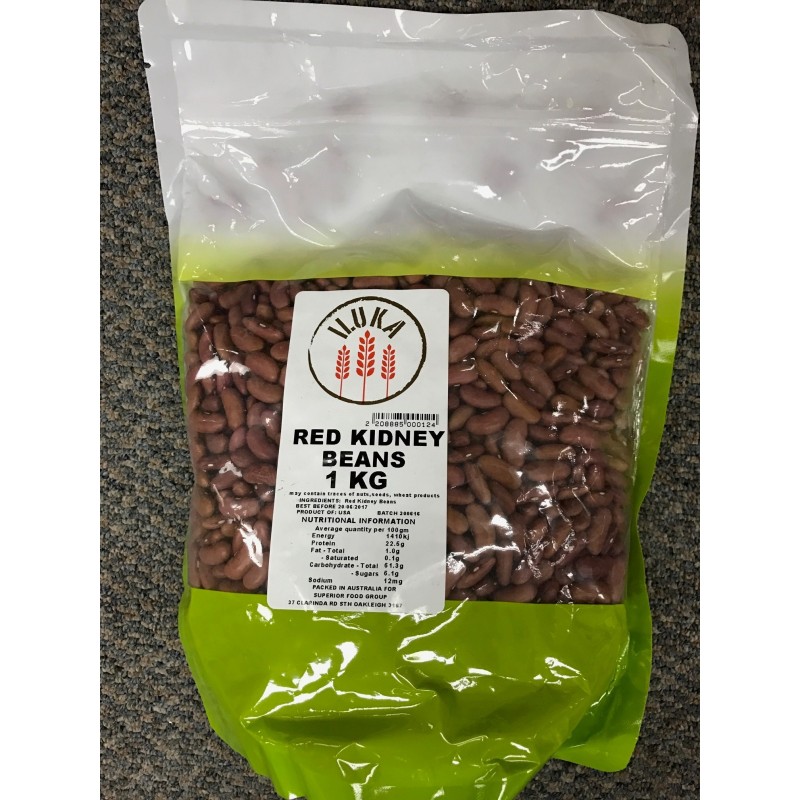 ILUKA
2 208885 000124
RED KIDNEY
BEANS
1 KG
may contain traces of nuts,seeds, wheat products
INGREDIENTS: Red Kidney Beans
BEST BEFORE 20/06/2017
PRODUCT OF: USA BATCH 200616
NUTRITIONAL INFORMATION
Average quantity per 100gm
Energy 1410kj
Protein 22.5g
Fat - Total 1.0g
- Saturated 0.1g
Carbohydrate - Total 61.3g
- Sugars 6.1g
Sodium 12mg
PACKED IN AUSTRALIA FOR
SUPERIOR FOOD GROUP
37 CLARINDA RD STH OAKLEIGH 3167